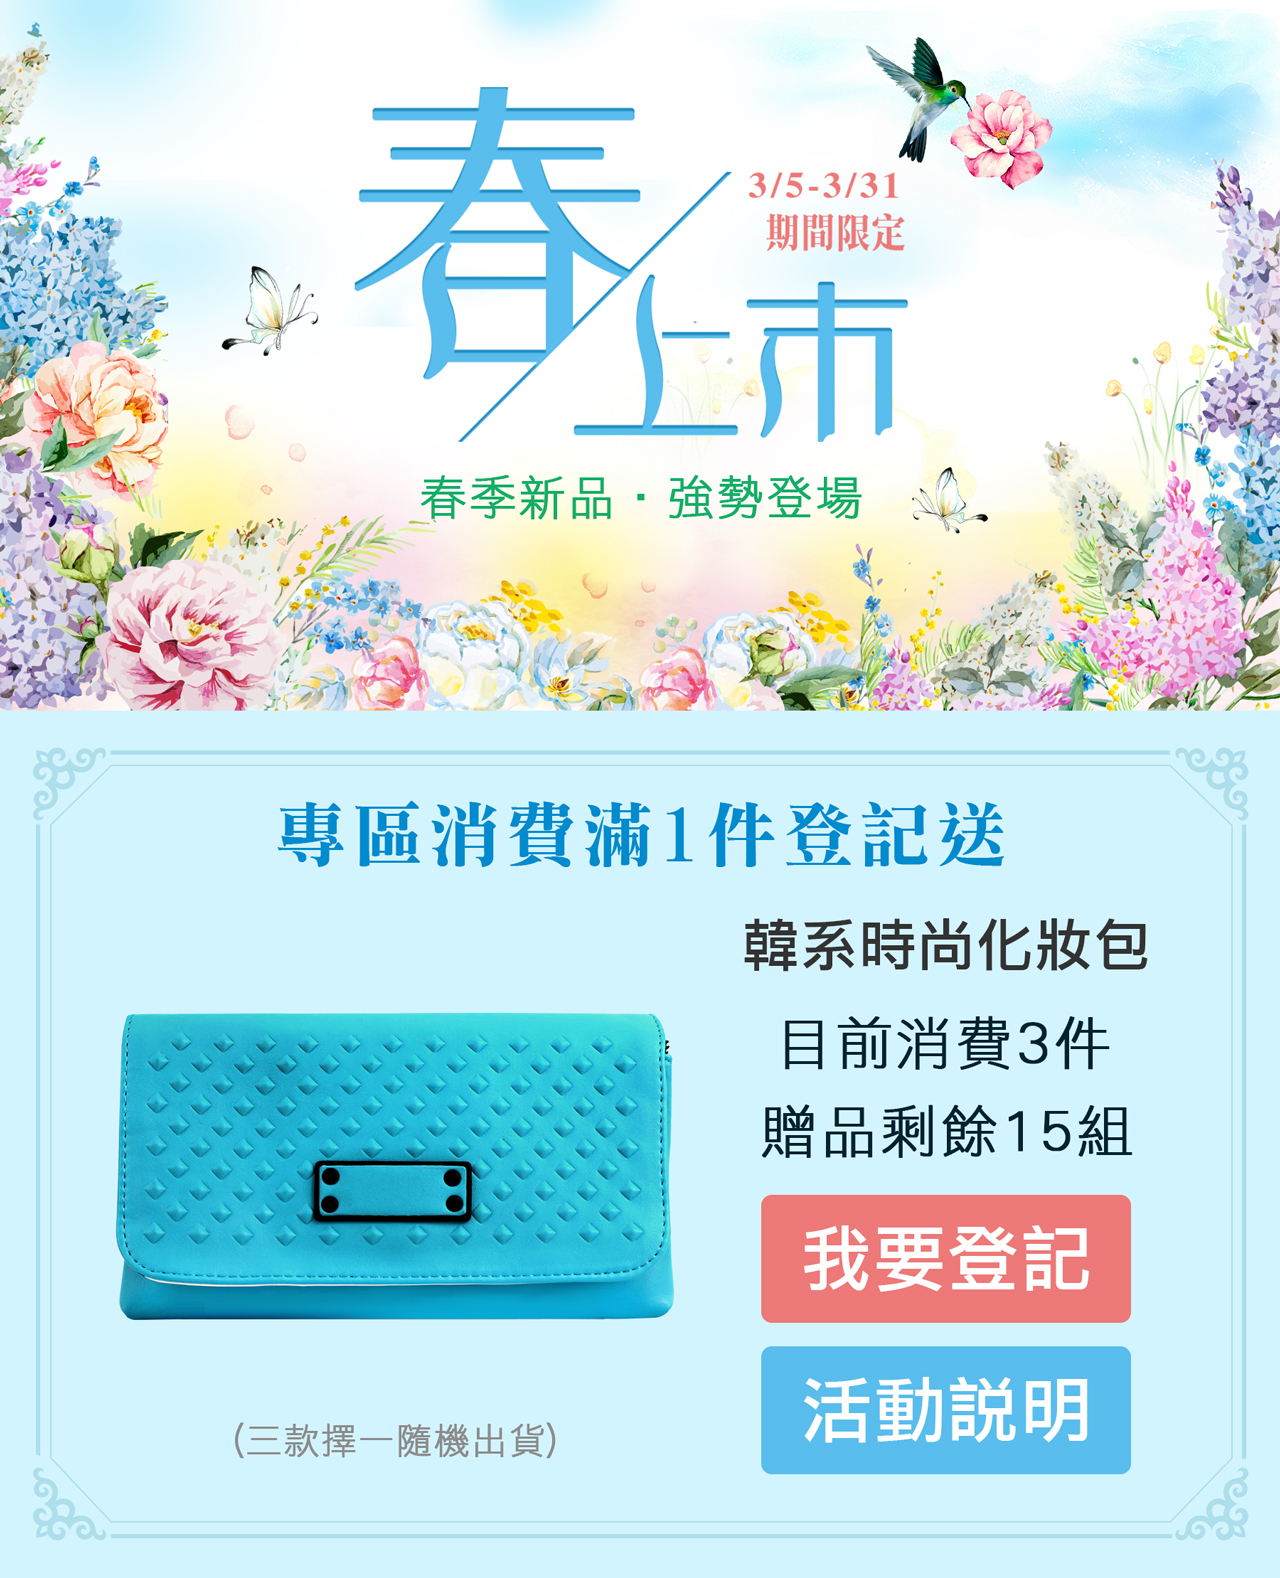 春上市
3/5-3/31
期間限定
春季新品·強勢登場
專區消費滿1件登記送
韓系時尚化妝包
目前消費3件
贈品剩餘15組
我要登記
活動說明
(三款擇一隨機出貨)